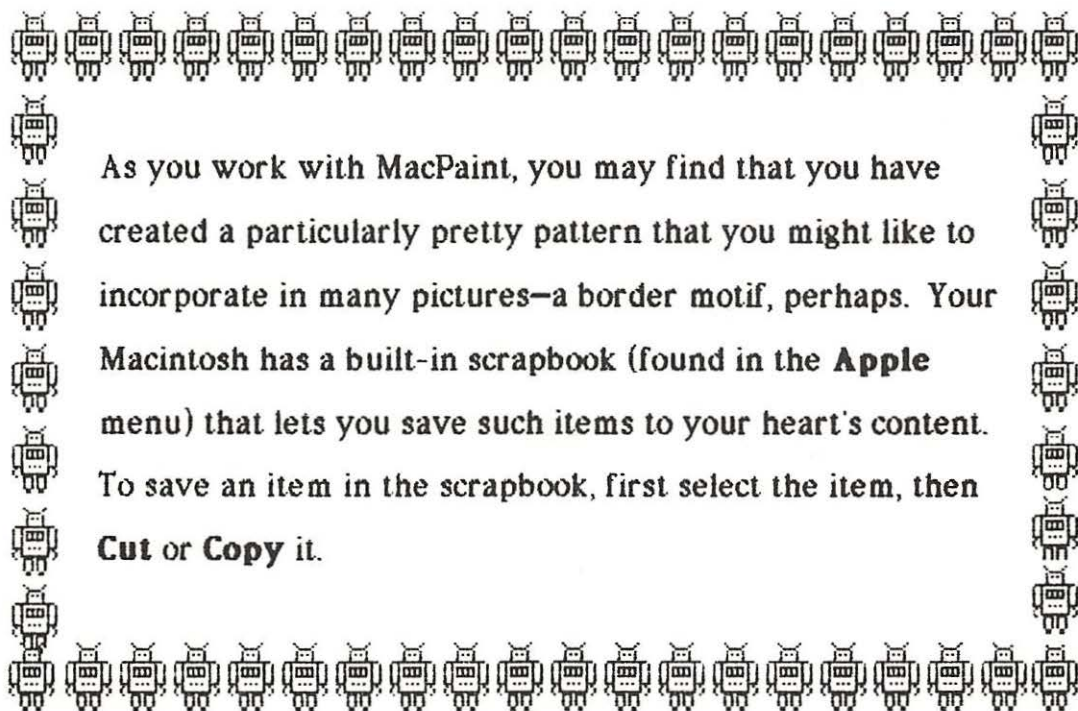 As you work with MacPaint, you may find that you have
created a particularly pretty pattern that you might like to
incorporate in many pictures—a border motif, perhaps. Your
Macintosh has a built-in scrapbook (found in the Apple
menu) that lets you save such items to your heart's content.
To save an item in the scrapbook, first select the item, then
Cut or Copy it.